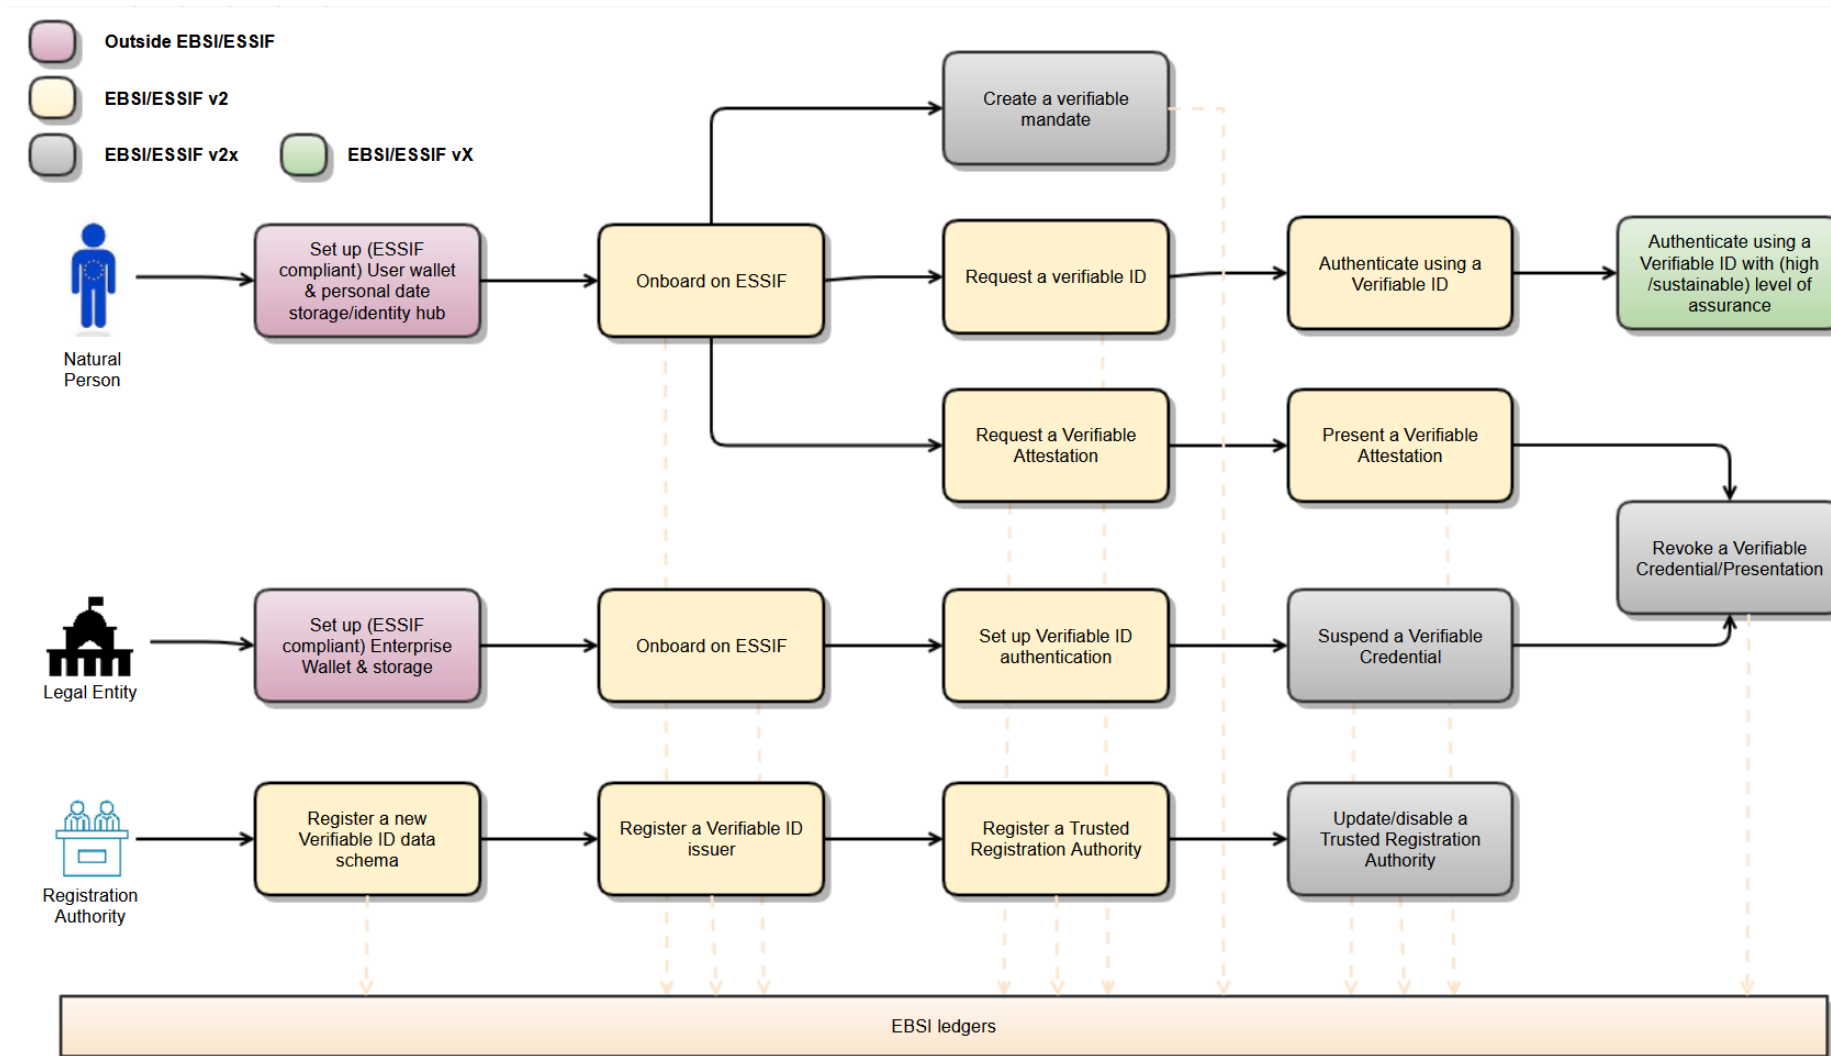 Outside EBSI/ESSIF
EBSI/ESSIF v2
EBSI/ESSIF v2x
EBSI/ESSIF vX
Create a verifiable
mandate
Natural
Person
Set up (ESSIF
compliant) User wallet
& personal date
storage/identity hub
Onboard on ESSIF
Request a verifiable ID
Authenticate using a
Verifiable ID
Authenticate using a
Verifiable ID with (high
/sustainable) level of
assurance
Request a Verifiable
Attestation
Present a Verifiable
Attestation
Revoke a Verifiable
Credential/Presentation
Legal Entity
Set up (ESSIF
compliant) Enterprise
Wallet & storage
Onboard on ESSIF
Set up Verifiable ID
authentication
Suspend a Verifiable
Credential
Registration
Authority
Register a new
Verifiable ID data
schema
Register a Verifiable ID
issuer
Register a Trusted
Registration Authority
Update/disable a
Trusted Registration
Authority
EBSI ledgers